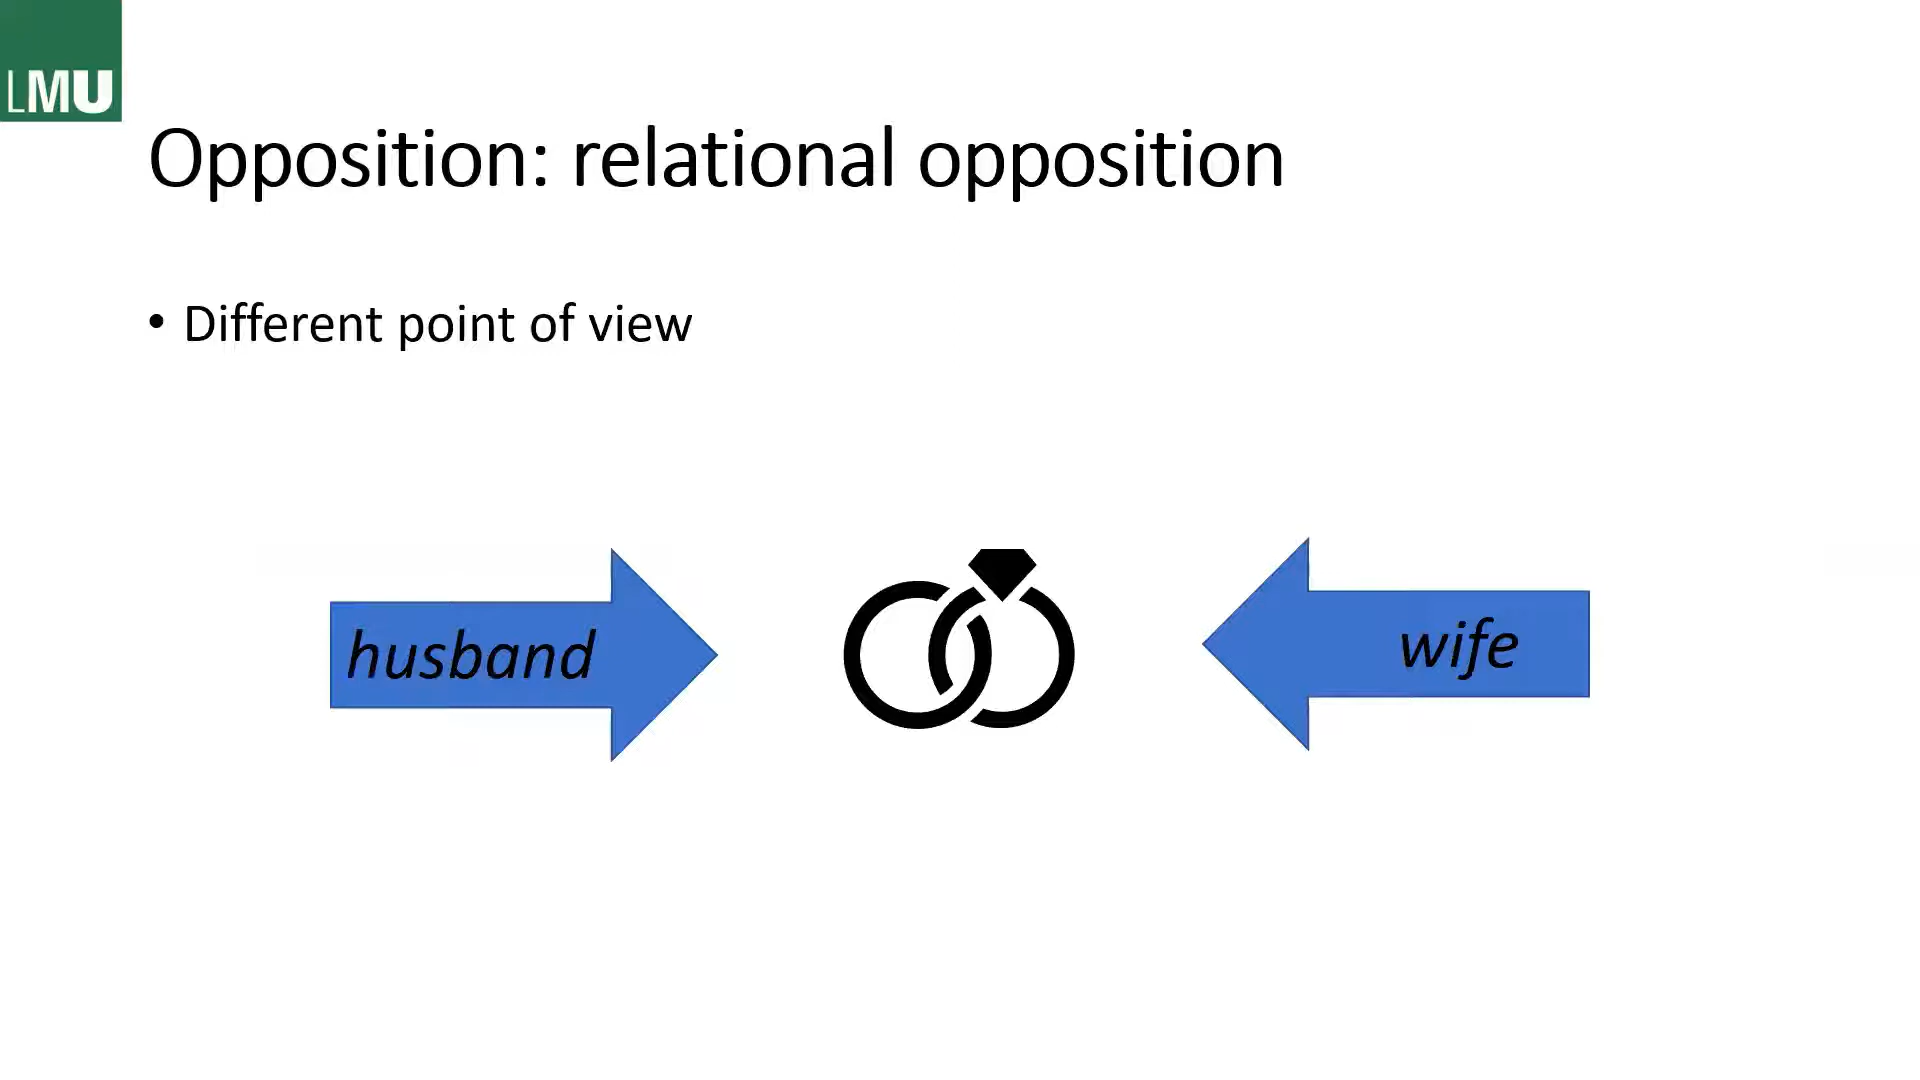 LMU
Opposition: relational opposition
• Different point of view
husband
wife